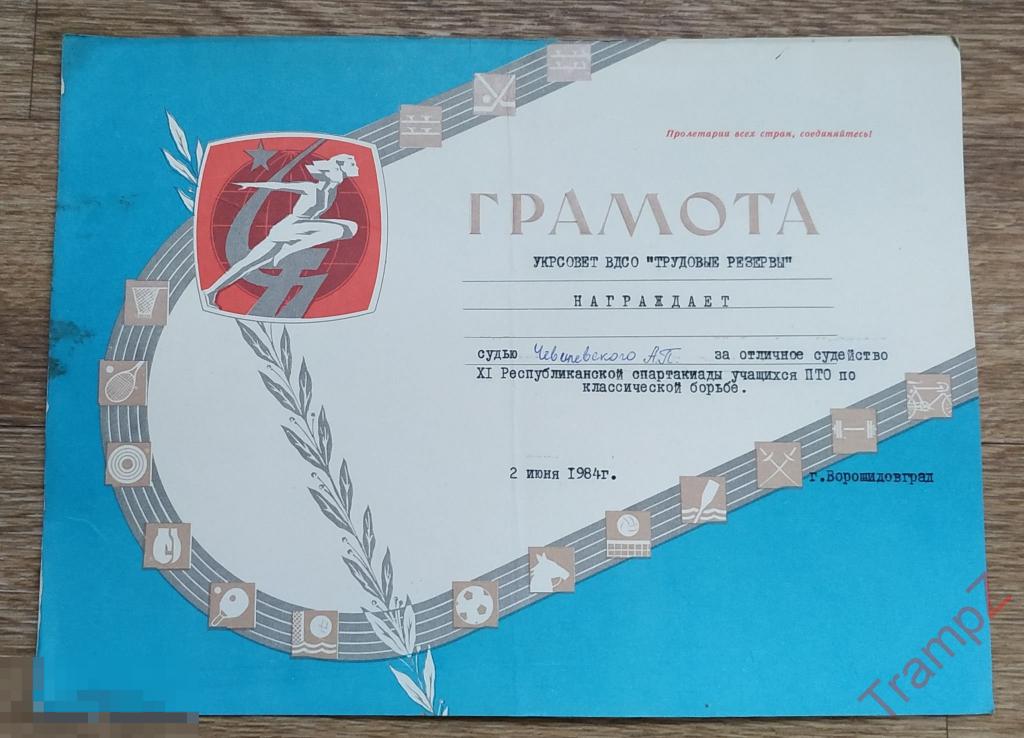 Пролетарии всех стран, соединяйтесь!
ГРАМОТА
УКРСОВЕТ ВДСО "ТРУДОВЫЕ РЕЗЕРВЫ"
НАГРАЖДАЕТ
судью Чевилевского А.П. за отличное судейство
XI Республиканской спартакиады учащихся ПТО по
классической борьбе.
2 июня 1984г. г.Ворошиловград
TrampZ